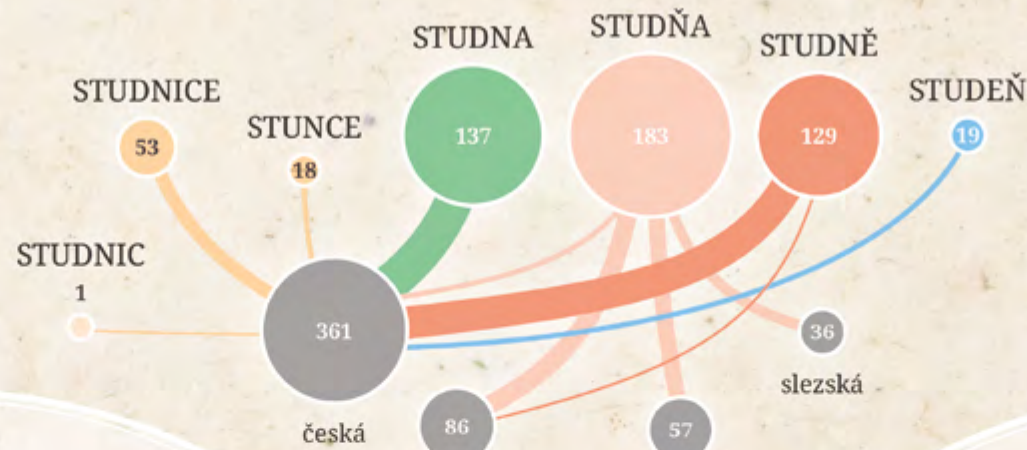 STUDNA
STUDŇA
STUDNĚ
STUDNICE
STUNCE
STUDEŇ
53
18
137
183
129
19
STUDNIC
1
361
36
slezská
česká
86
57